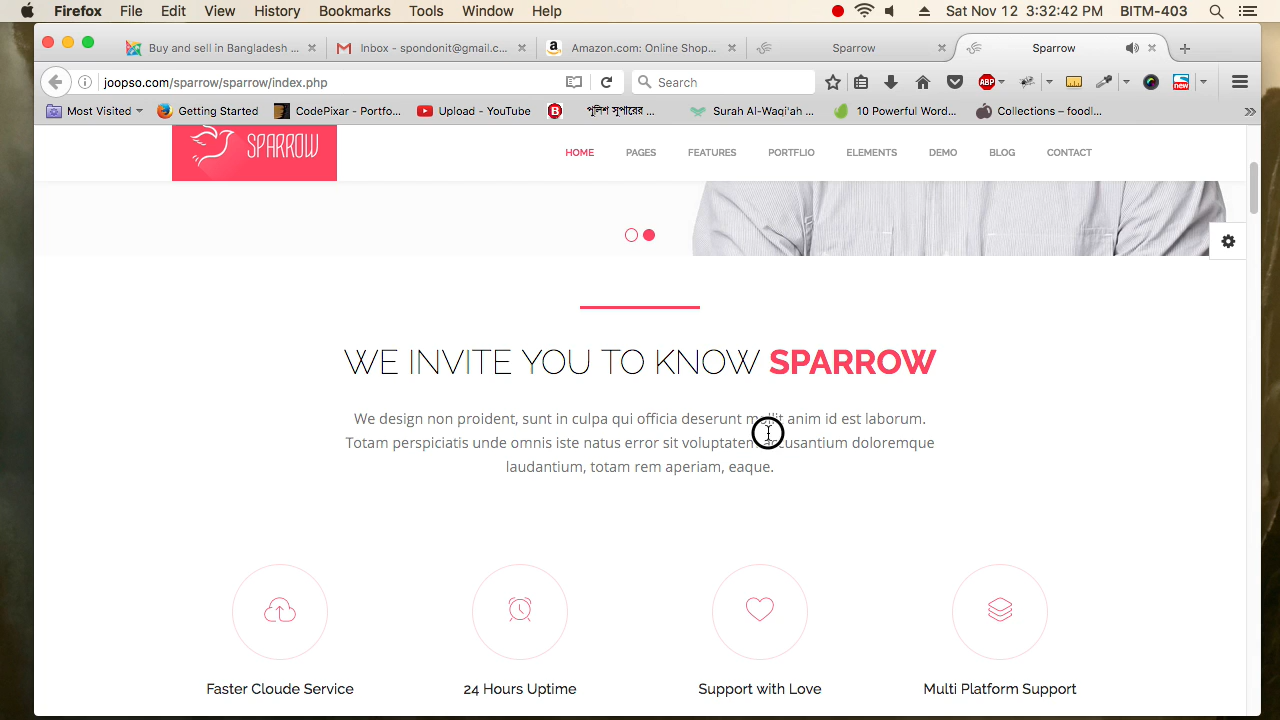 Firefox File Edit View History Bookmarks Tools Window Help Sat Nov 12 3:32:42 PM BITM-403
Buy and sell in Bangladesh ... Inbox - spondonit@gmail.c... Amazon.com: Online Shop... Sparrow Sparrow
joopso.com/sparrow/sparrow/index.php Search ABP new
Most Visited Getting Started CodePixar - Portfo... Upload - YouTube B পুলিশ সুপারের ... Surah Al-Waqi'ah ... 10 Powerful Word... Collections – foodl...
SPARROW HOME PAGES FEATURES PORTFLIO ELEMENTS DEMO BLOG CONTACT
WE INVITE YOU TO KNOW SPARROW
We design non proident, sunt in culpa qui officia deserunt mollit anim id est laborum.
Totam perspiciatis unde omnis iste natus error sit voluptatem accusantium doloremque
laudantium, totam rem aperiam, eaque.
Faster Cloude Service 24 Hours Uptime Support with Love Multi Platform Support